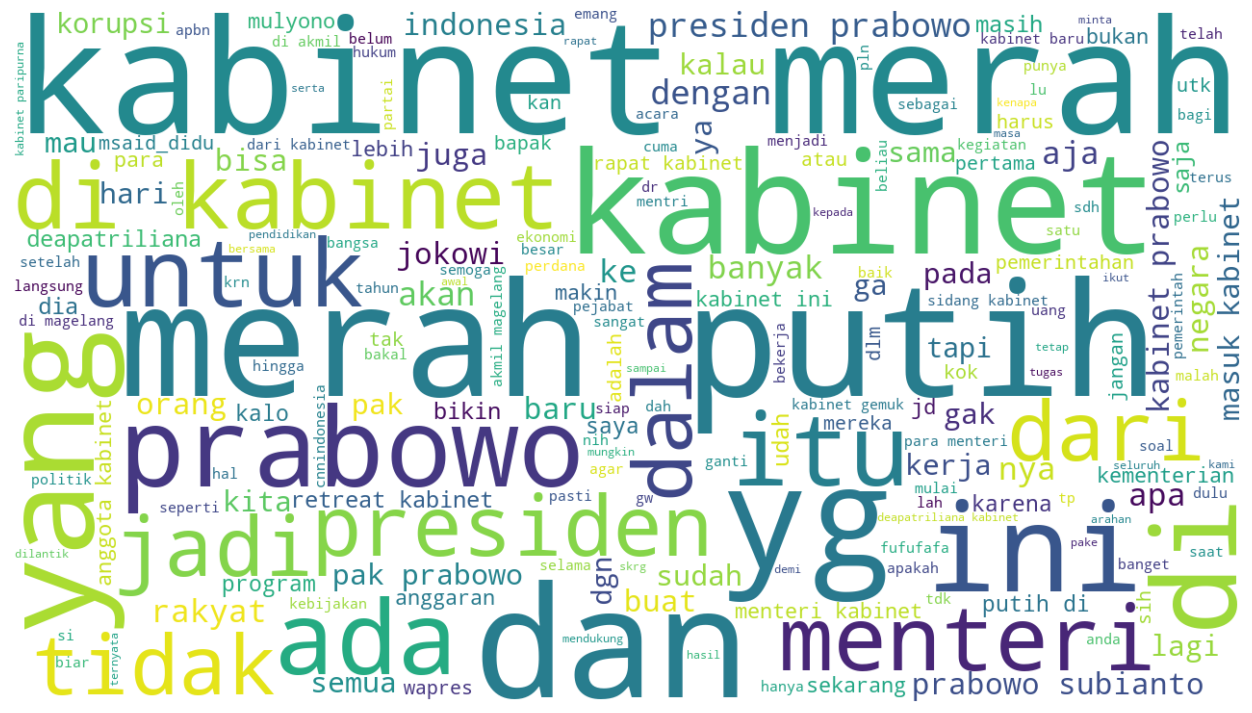 kabinet merah
korupsi
apbn
mulyono
di akmil
belum
hukum
indonesia
emang
rapat
presiden prabowo
masih
minta
kabinet baru
bukan
telah
kabinet paripurna
serta
partai
kan
kalau
dengan
acara
pln
sebagai
punya
lu
kenapa
harus
utk
bagi
mau
msaid_didu
dari kabinet
lebih
bapak
cuma
ya
menjadi
kegiatan
masa
para
bisa
juga
rapat kabinet
atau
beliau
sama
pertama
aja
saja
terus
di kabinet
kabinet
hari
oleh
dr
mentri
kepada
sdh
satu
perlu
kabinet prabowo
deapatriliana
pendidikan
bersama
bangsa
jokowi
ekonomi
besar
setelah
untuk
semoga
perdana
ke
banyak
pada
pemerintahan
langsung
krn
tahun
akan
awal
makin
pejabat
kabinet ini
ga
baik
ikut
negara
dia
di magelang
merah
tak
bakal
akmil magelang
sangat
dalam
putih
sidang kabinet
uang
pemerintah
masuk kabinet
hingga
sampai
adalah
bekerja
dlm
tapi
kok
tetap
tugas
jangan
malah
yang
orang
kalo
pak
bikin
baru
siap
dah
saya
kabinet gemuk
jd
gak
dari
prabowo
cnnindonesia
nih
mungkin
udah
mereka
itu
para menteri
soal
politik
anggota kabinet
hal
agar
ganti
kerja
nya
seluruh
kami
kementerian
seperti
kita
retreat kabinet
pasti
gw
mulai
lah
karena
tp
apa
dulu
jadi
presiden
yg
deapatriliana kabinet
ini
arahan
di
dilantik
fufufafa
pake
saat
program
pak prabowo
selama
skrg
dgn
sudah
demi
apakah
banget
rakyat
kebijakan
anggaran
buat
menteri kabinet
tdk
putih di
sih
si
biar
ternyata
tidak
ada
dan
mendukung
hasil
menteri
anda
lagi
semua
wapres
hanya
sekarang
prabowo subianto